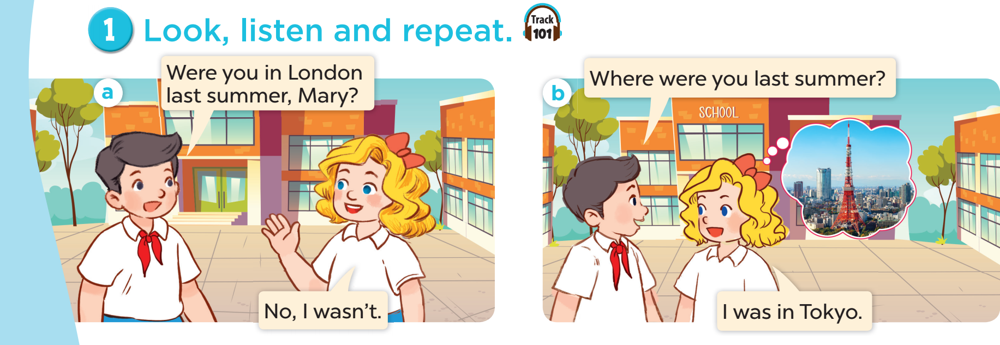 1 Look, listen and repeat.
Track
101
a
Were you in London
last summer, Mary?
No, I wasn't.
b
Where were you last summer?
SCHOOL
I was in Tokyo.